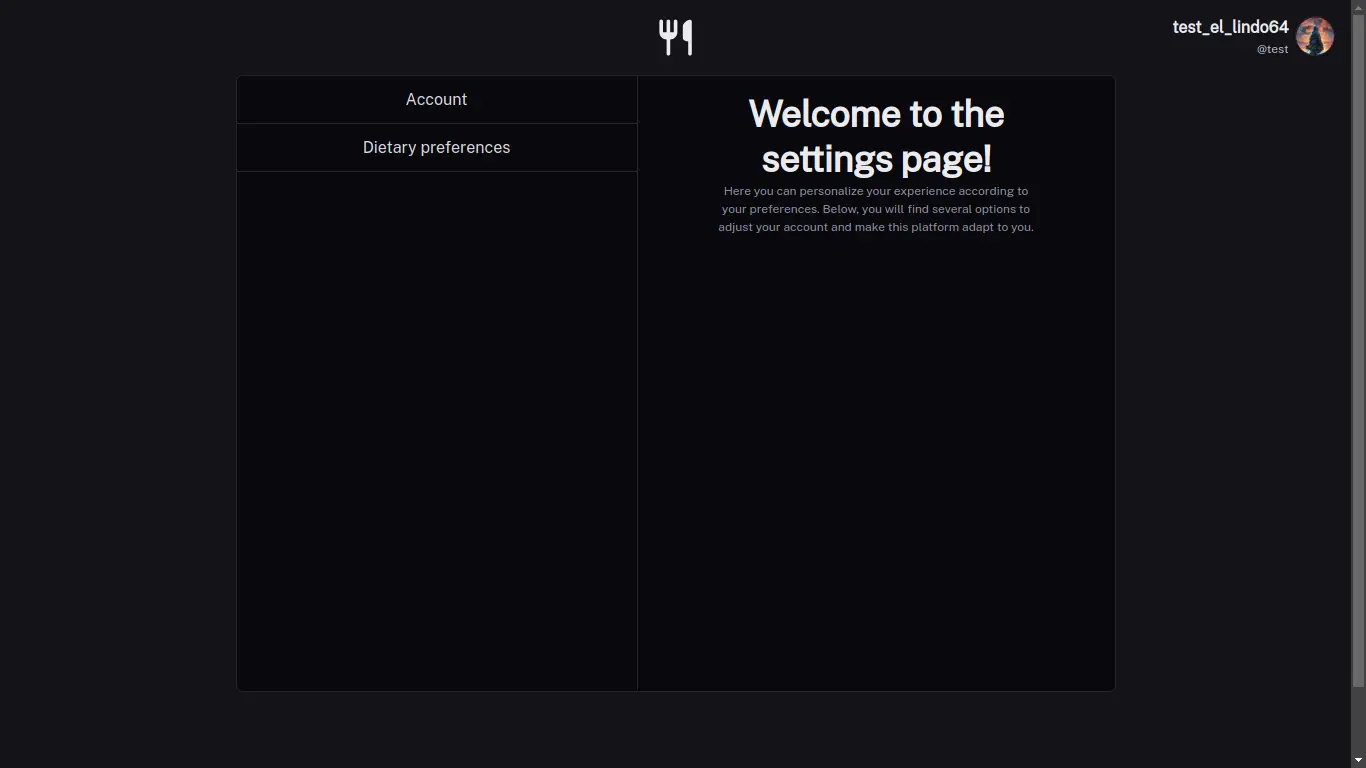 test_el_lindo64
@test
Account
Dietary preferences
Welcome to the
settings page!
Here you can personalize your experience according to
your preferences. Below, you will find several options to
adjust your account and make this platform adapt to you.